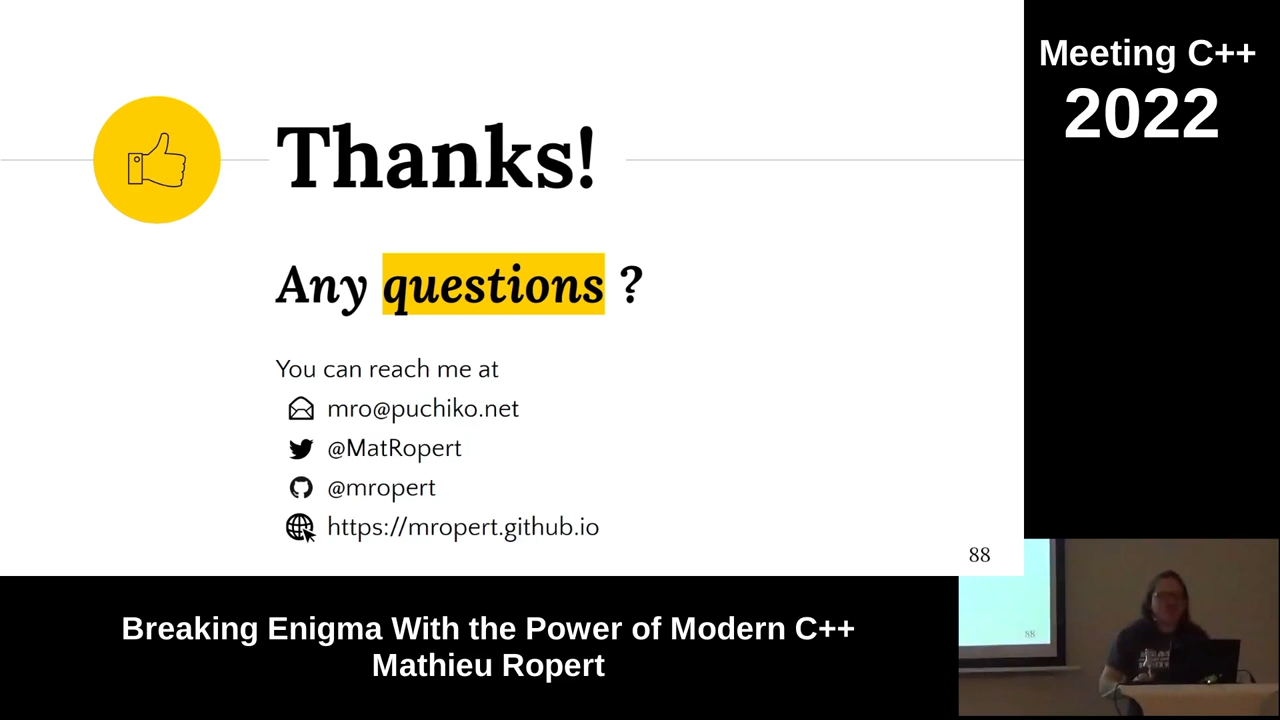 Meeting C++
2022
Thanks!
Any questions ?
You can reach me at
mro@puchiko.net
@MatRopert
@mropert
https://mropert.github.io
88
88
Breaking Enigma With the Power of Modern C++
Mathieu Ropert